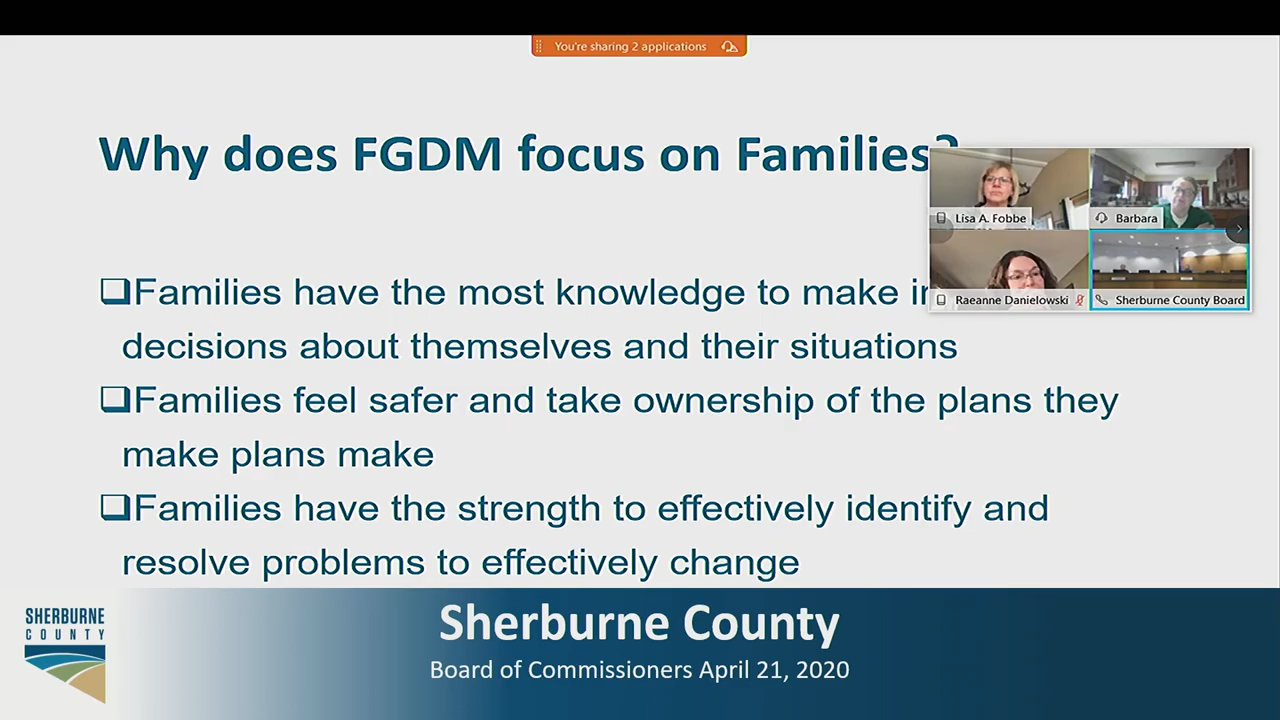 You're sharing 2 applications
Why does FGDM focus on Families?
Lisa A. Fobbe
Barbara
Raeanne Danielowski
Sherburne County Board
Families have the most knowledge to make
decisions about themselves and their situations
Families feel safer and take ownership of the plans they
make plans make
Families have the strength to effectively identify and
resolve problems to effectively change
SHERBURNE
COUNTY
Sherburne County
Board of Commissioners April 21, 2020